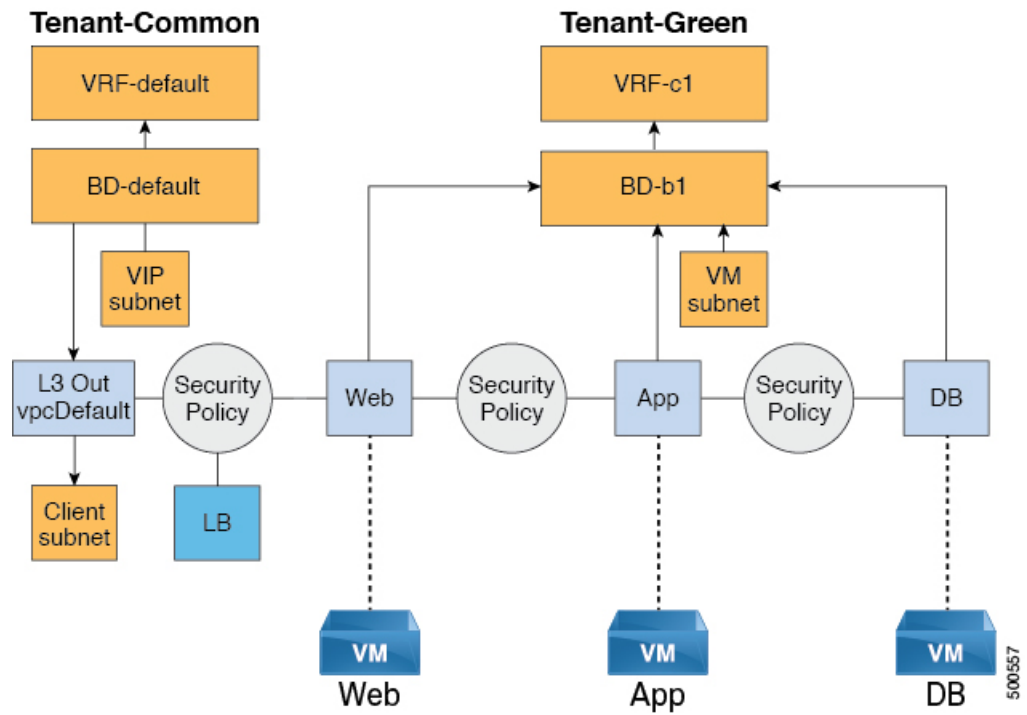 Tenant-Common
Tenant-Green
VRF-default
VRF-c1
BD-default
BD-b1
VIP
subnet
VM
subnet
L3 Out
vpcDefault
Security
Policy
Web
Security
Policy
App
Security
Policy
DB
Client
subnet
LB
VM
VM
VM
Web
App
DB
500557